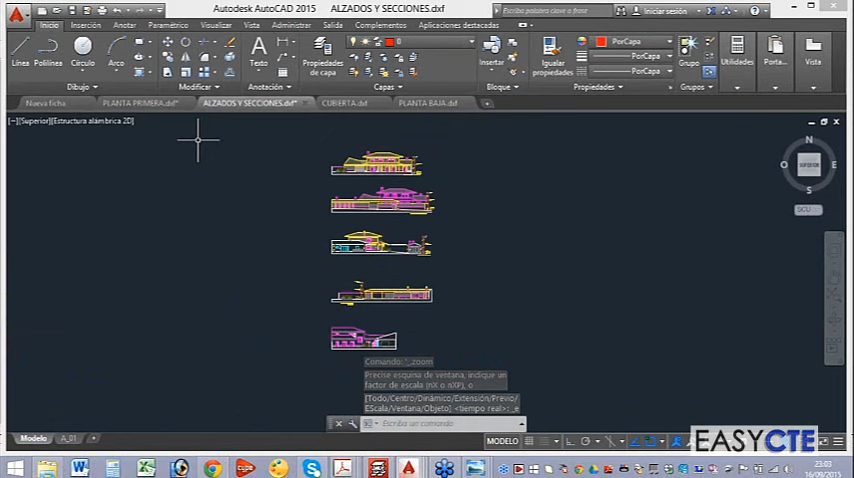 Autodesk AutoCAD 2015    ALZADOS Y SECCIONES.dxf
Escriba palabra clave o frase
Iniciar sesión
Inicio
Inserción
Anotar
Paramétrico
Vista
Administrar
Salida
Complementos
Aplicaciones destacadas
Línea
Polilínea
Círculo
Arco
Texto
Propiedades de capa
0
Insertar
Igualar propiedades
PorCapa
PorCapa
PorCapa
Grupo
Utilidades
Porta...
Vista
Dibujo
Modificar
Anotación
Capas
Bloque
Propiedades
Grupos
Nueva ficha
PLANTA PRIMERA.dxf*
ALZADOS Y SECCIONES.dxf*
CUBIERTA.dxf
PLANTA BAJA.dxf
[−][Superior][Estructura alámbrica 2D]
N
O
SUPERIOR
E
S
SCU
Comando: '_.zoom
Precise esquina de ventana, indique un
factor de escala (nX o nXP), o
[Todo/Centro/Dinámico/Extensión/Previo/
EScala/Ventana/Objeto] <tiempo real>: _e
Escriba un comando
Modelo
A_01
MODELO
EASYCTE
23:03
16/09/2015